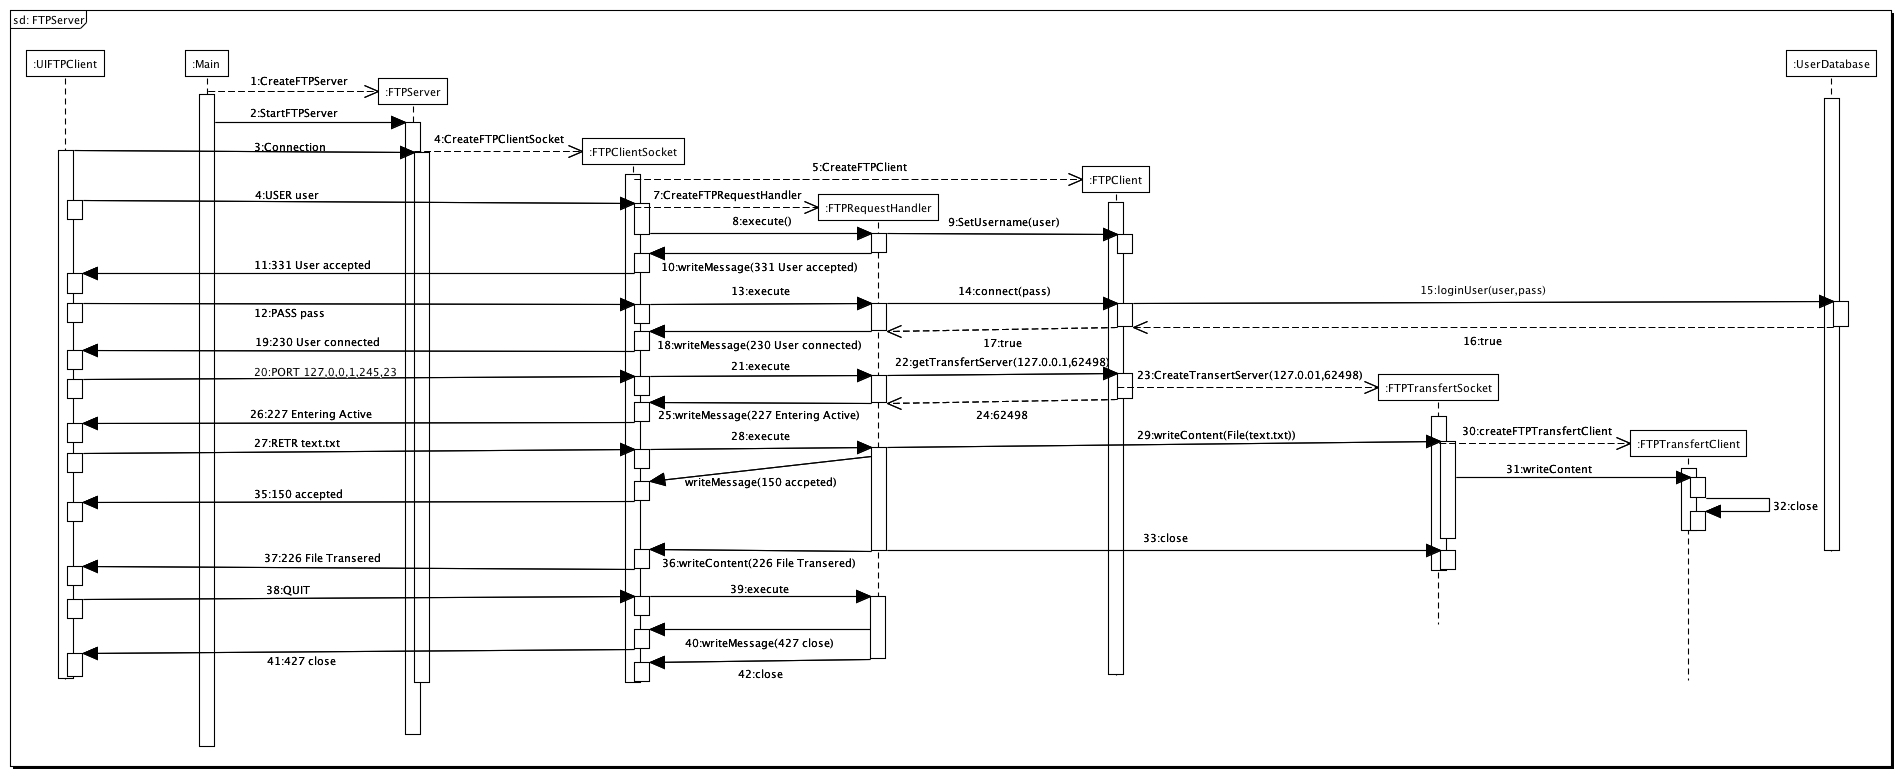 sd: FTPServer
:UIFTPClient
:Main
:UserDatabase
1:CreateFTPServer
:FTPServer
2:StartFTPServer
3:Connection
4:CreateFTPClientSocket
:FTPClientSocket
5:CreateFTPClient
:FTPClient
4:USER user
7:CreateFTPRequestHandler
:FTPRequestHandler
8:execute()
9:SetUsername(user)
11:331 User accepted
10:writeMessage(331 User accepted)
13:execute
14:connect(pass)
15:loginUser(user,pass)
12:PASS pass
19:230 User connected
18:writeMessage(230 User connected)
17:true
16:true
20:PORT 127,0,0,1,245,23
21:execute
22:getTransfertServer(127.0.0.1,62498)
23:CreateTransertServer(127.0.01,62498)
:FTPTransfertSocket
26:227 Entering Active
25:writeMessage(227 Entering Active)
24:62498
27:RETR text.txt
28:execute
29:writeContent(File(text.txt))
30:createFTPTransfertClient
:FTPTransfertClient
31:writeContent
writeMessage(150 accpeted)
35:150 accepted
32:close
33:close
37:226 File Transered
36:writeContent(226 File Transered)
38:QUIT
39:execute
40:writeMessage(427 close)
41:427 close
42:close